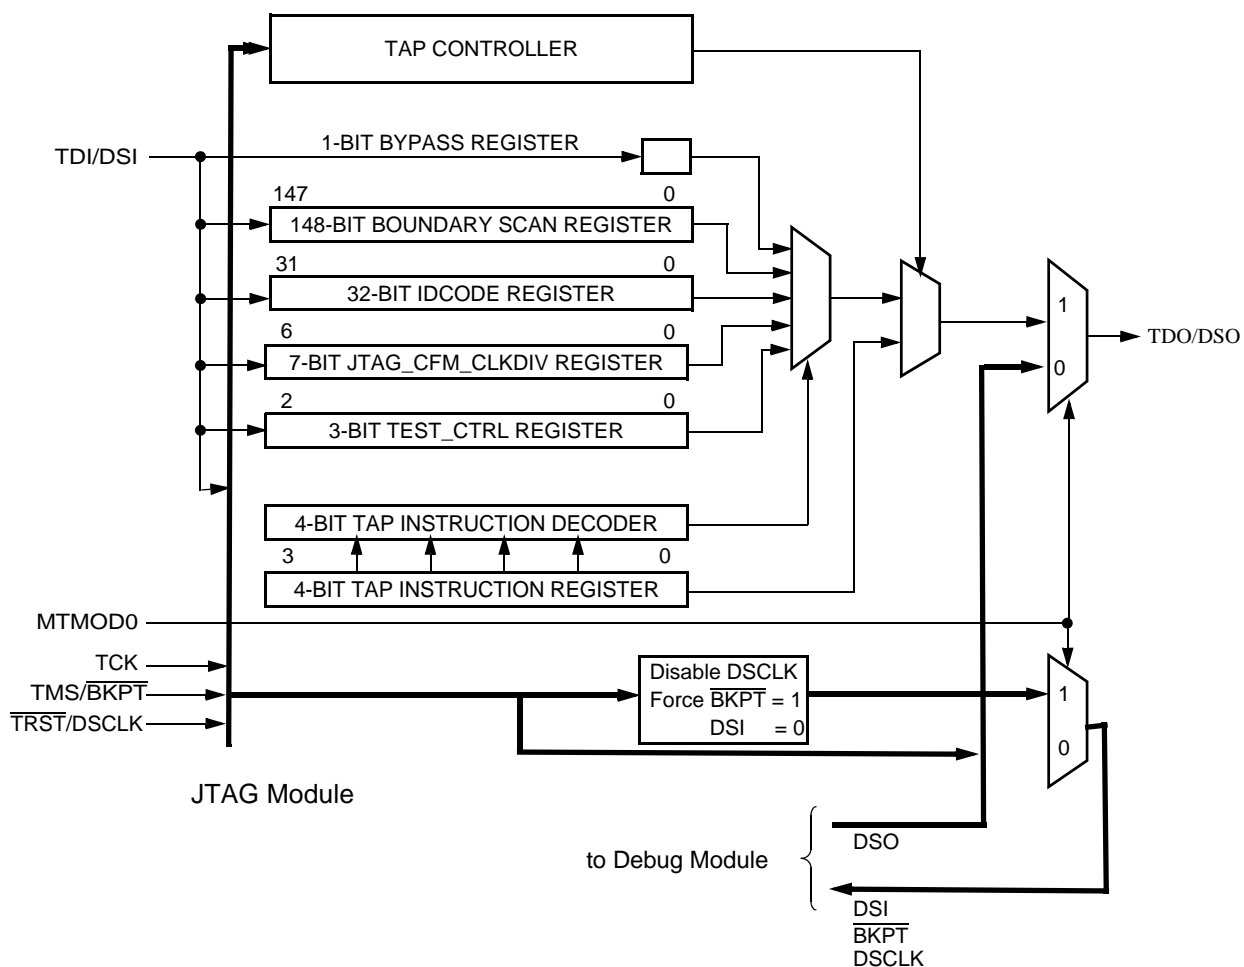 TAP CONTROLLER
1-BIT BYPASS REGISTER
TDI/DSI
147 0
148-BIT BOUNDARY SCAN REGISTER
31 0
32-BIT IDCODE REGISTER
6 0
7-BIT JTAG_CFM_CLKDIV REGISTER
2 0
3-BIT TEST_CTRL REGISTER
1
0
TDO/DSO
4-BIT TAP INSTRUCTION DECODER
3 0
4-BIT TAP INSTRUCTION REGISTER
MTMOD0
TCK
TMS/BKPT
TRST/DSCLK
Disable DSCLK
Force BKPT = 1
DSI = 0
1
0
JTAG Module
to Debug Module
DSO
DSI
BKPT
DSCLK